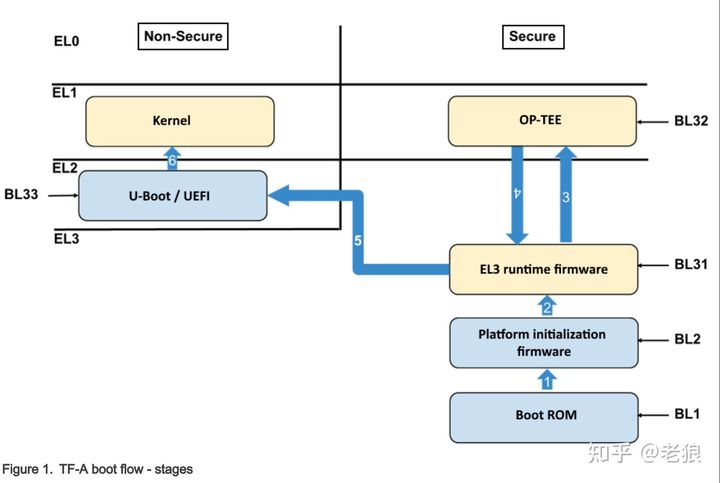 EL0
Non-Secure
Secure
EL1
Kernel
OP-TEE
BL32
6
EL2
4
3
BL33
U-Boot / UEFI
EL3
5
EL3 runtime firmware
BL31
2
Platform initialization
firmware
BL2
1
Boot ROM
BL1
知乎 @老狼
Figure 1. TF-A boot flow - stages